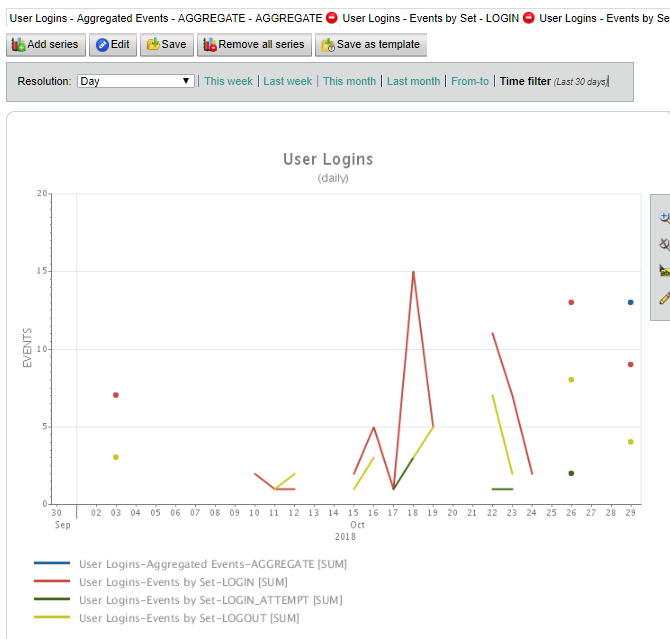 User Logins - Aggregated Events - AGGREGATE - AGGREGATE User Logins - Events by Set - LOGIN User Logins - Events by Se
Add series Edit Save Remove all series Save as template
Resolution: Day This week Last week This month Last month From-to Time filter (Last 30 days)
User Logins
(daily)
20
15
10
5
0
EVENTS
30 02 03 04 05 06 07 08 09 10 11 12 13 14 15 16 17 18 19 20 21 22 23 24 25 26 27 28 29
Sep Oct
2018
User Logins-Aggregated Events-AGGREGATE [SUM]
User Logins-Events by Set-LOGIN [SUM]
User Logins-Events by Set-LOGIN_ATTEMPT [SUM]
User Logins-Events by Set-LOGOUT [SUM]